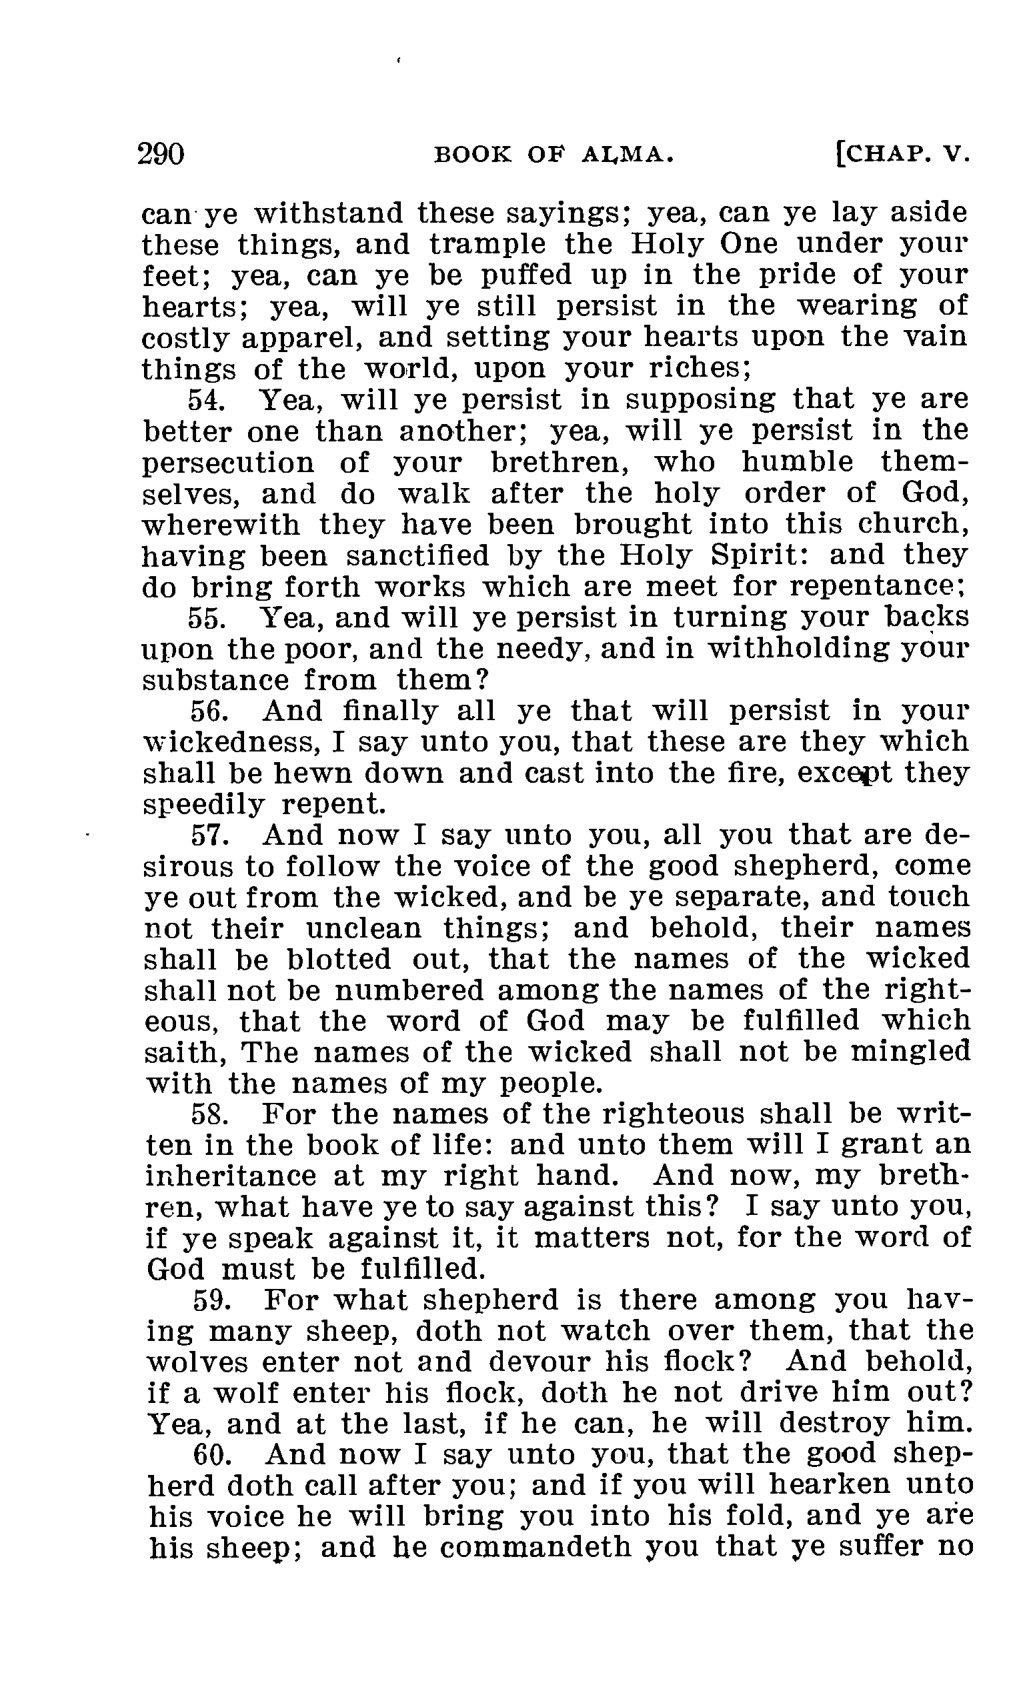 290 BOOK OF ALMA. [CHAP. V.
can ye withstand these sayings; yea, can ye lay aside
these things, and trample the Holy One under your
feet; yea, can ye be puffed up in the pride of your
hearts; yea, will ye still persist in the wearing of
costly apparel, and setting your hearts upon the vain
things of the world, upon your riches;
54. Yea, will ye persist in supposing that ye are
better one than another; yea, will ye persist in the
persecution of your brethren, who humble them-
selves, and do walk after the holy order of God,
wherewith they have been brought into this church,
having been sanctified by the Holy Spirit: and they
do bring forth works which are meet for repentance;
55. Yea, and will ye persist in turning your backs
upon the poor, and the needy, and in withholding your
substance from them?
56. And finally all ye that will persist in your
wickedness, I say unto you, that these are they which
shall be hewn down and cast into the fire, except they
speedily repent.
57. And now I say unto you, all you that are de-
sirous to follow the voice of the good shepherd, come
ye out from the wicked, and be ye separate, and touch
not their unclean things; and behold, their names
shall be blotted out, that the names of the wicked
shall not be numbered among the names of the right-
eous, that the word of God may be fulfilled which
saith, The names of the wicked shall not be mingled
with the names of my people.
58. For the names of the righteous shall be writ-
ten in the book of life: and unto them will I grant an
inheritance at my right hand. And now, my breth-
ren, what have ye to say against this? I say unto you,
if ye speak against it, it matters not, for the word of
God must be fulfilled.
59. For what shepherd is there among you hav-
ing many sheep, doth not watch over them, that the
wolves enter not and devour his flock? And behold,
if a wolf enter his flock, doth he not drive him out?
Yea, and at the last, if he can, he will destroy him.
60. And now I say unto you, that the good shep-
herd doth call after you; and if you will hearken unto
his voice he will bring you into his fold, and ye are
his sheep; and he commandeth you that ye suffer no